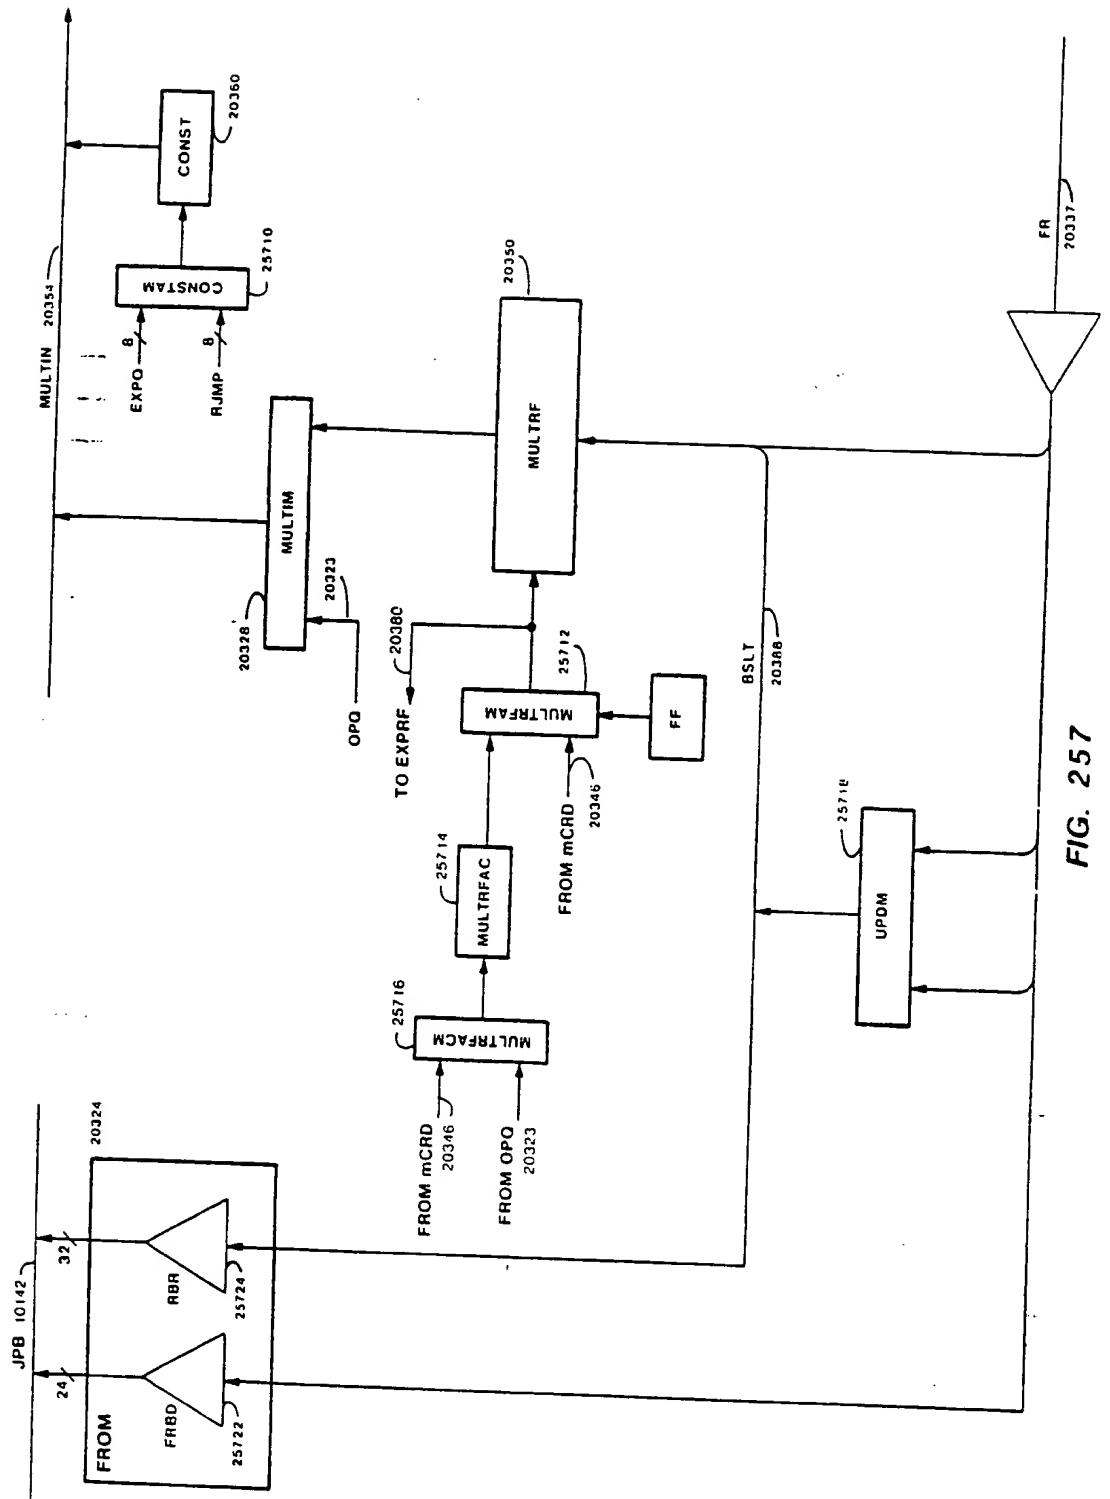 JPB 10142
24
32
FROM
20324
FRBD
25722
RBR
25724
MULTIN 20354
EXPO
8
RJMP
8
CONSTAM
25710
CONST
20360
20328
MULTIM
20323
OPQ
FROM mCRD
20346
FROM OPQ
20323
MULTRFACM
25716
MULTRFAC
25714
TO EXPRF
20380
MULTRFAM
25712
FROM mCRD
20346
FF
MULTRF
20350
BSLT
20388
UPDM
25718
FR
20337
FIG. 257